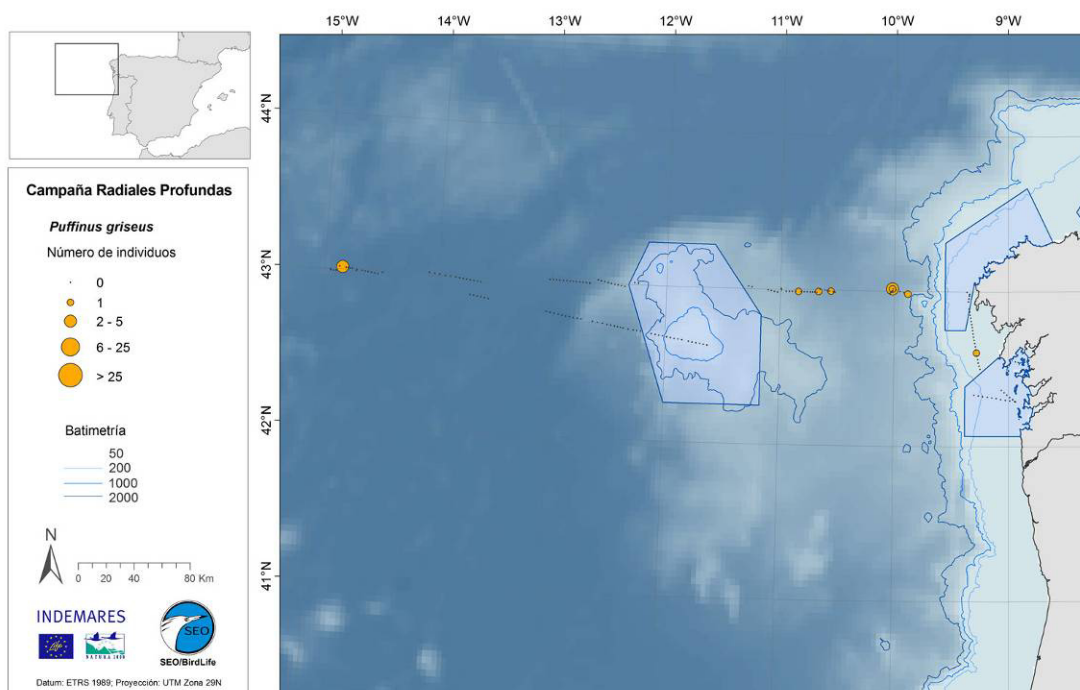 15°W 14°W 13°W 12°W 11°W 10°W 9°W
44°N
43°N
42°N
41°N
Campaña Radiales Profundas
Puffinus griseus
Número de individuos
0
1
2 - 5
6 - 25
> 25
Batimetría
50
200
1000
2000
N
0 20 40 80 Km
INDEMARES
NATURA 2000
SEO
SEO/BirdLife
Datum: ETRS 1989; Proyección: UTM Zona 29N